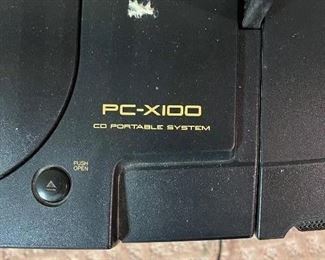 PC-X100
CD PORTABLE SYSTEM
PUSH
OPEN